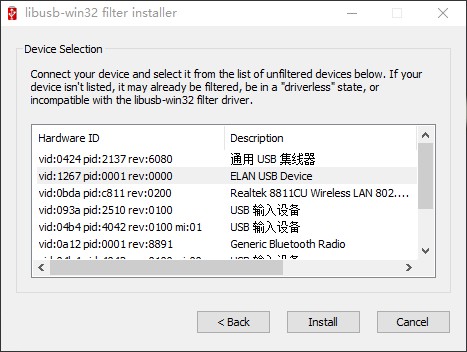 libusb-win32 filter installer
Device Selection
Connect your device and select it from the list of unfiltered devices below. If your
device isn't listed, it may already be filtered, be in a "driverless" state, or
incompatible with the libusb-win32 filter driver.
Hardware ID Description
vid:0424 pid:2137 rev:6080 通用 USB 集线器
vid:1267 pid:0001 rev:0000 ELAN USB Device
vid:0bda pid:c811 rev:0200 Realtek 8811CU Wireless LAN 802....
vid:093a pid:2510 rev:0100 USB 输入设备
vid:04b4 pid:4042 rev:0100 mi:01 USB 输入设备
vid:0a12 pid:0001 rev:8891 Generic Bluetooth Radio
USB 输入设备
< Back
Install
Cancel